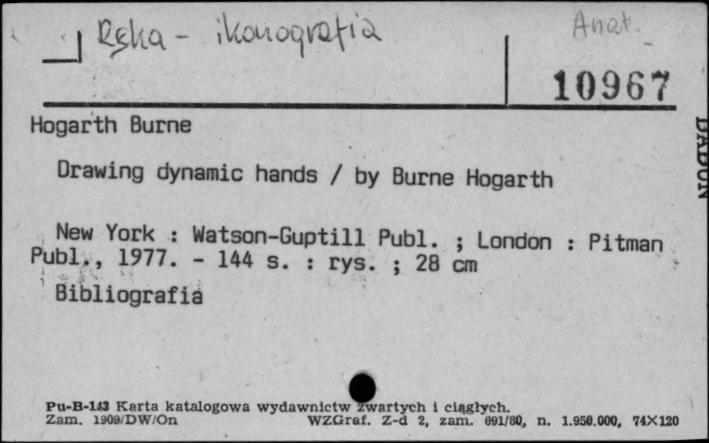 Ręka - ikonografia
Anat.
10967
Hogarth Burne
Drawing dynamic hands / by Burne Hogarth
New York : Watson-Guptill Publ. ; London : Pitman
Publ., 1977. - 144 s. : rys. ; 28 cm
Bibliografia
Pu-B-143 Karta katalogowa wydawnictw zwartych i ciągłych.
Zam. 1909/DW/On WZGraf. Z-d 2, zam. 691/80, n. 1.950.000, 74×120